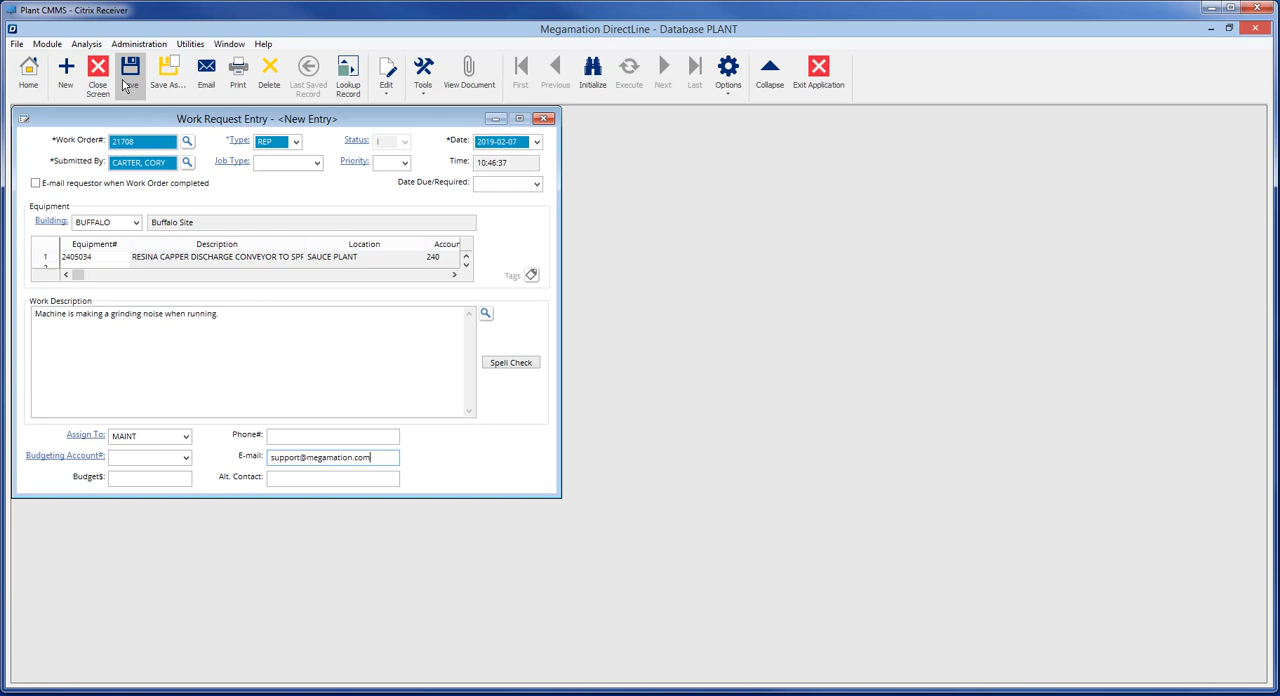 Plant CMMS - Citrix Receiver
Megamation DirectLine - Database PLANT
File Module Analysis Administration Utilities Window Help
Home New Close Screen Save As... Email Print Delete Last Saved Record Lookup Record Edit Tools View Document First Previous Initialize Execute Next Last Options Collapse Exit Application
Work Request Entry - <New Entry>
*Work Order#: 21708 *Type: REP Status: I *Date: 2019-02-07
*Submitted By: CARTER, CORY Job Type: Priority: Time: 10:46:37
E-mail requestor when Work Order completed Date Due/Required:
Equipment
Building: BUFFALO Buffalo Site
Equipment# Description Location Accour
1 2405034 RESINA CAPPER DISCHARGE CONVEYOR TO SPF SAUCE PLANT 240
Tags
Work Description
Machine is making a grinding noise when running.
Spell Check
Assign To: MAINT Phone#:
Budgeting Account#: E-mail: support@megamation.com
Budget$: Alt. Contact: